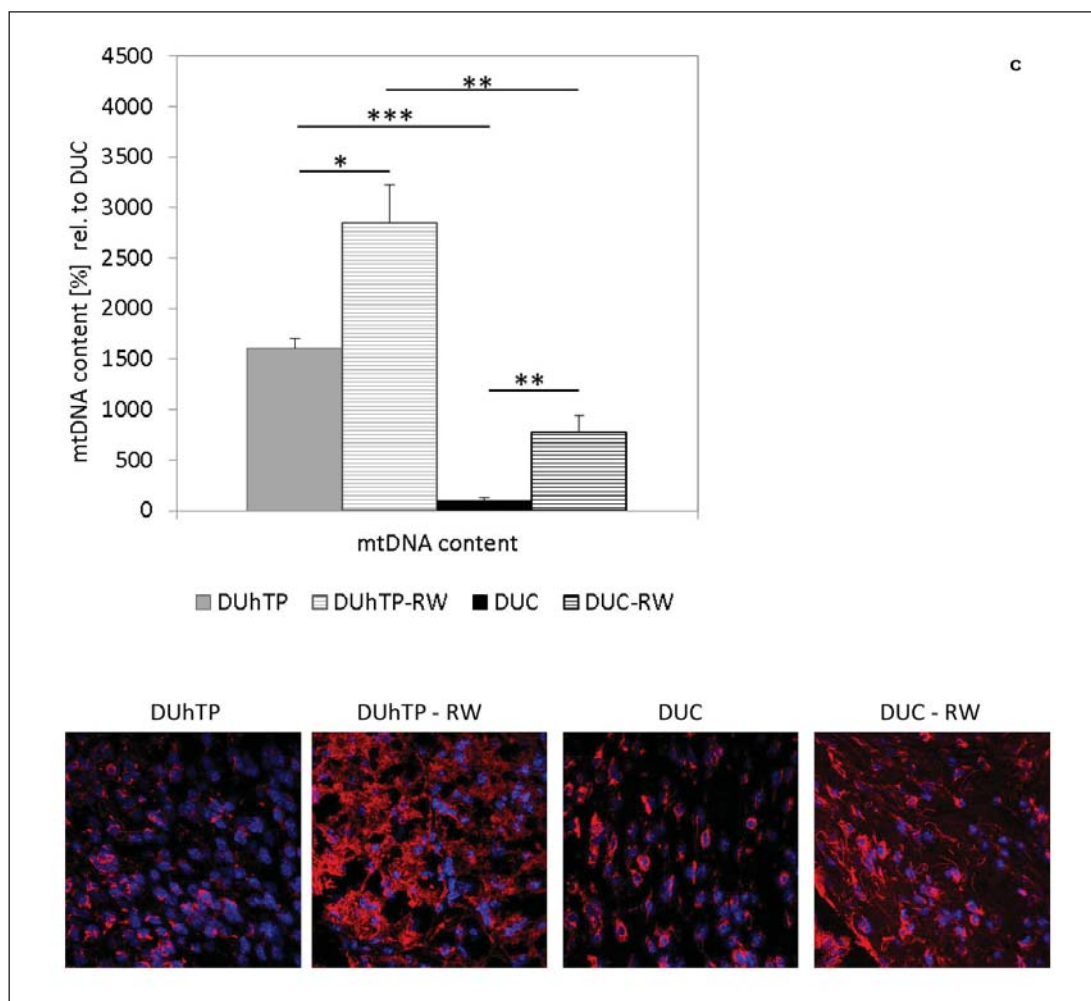 C
4500
4000
3500
3000
2500
2000
1500
1000
500
0
mtDNA content [%] rel. to DUC
**
***
*
**
mtDNA content
DUhTP DUhTP-RW DUC DUC-RW
DUhTP DUhTP - RW DUC DUC - RW